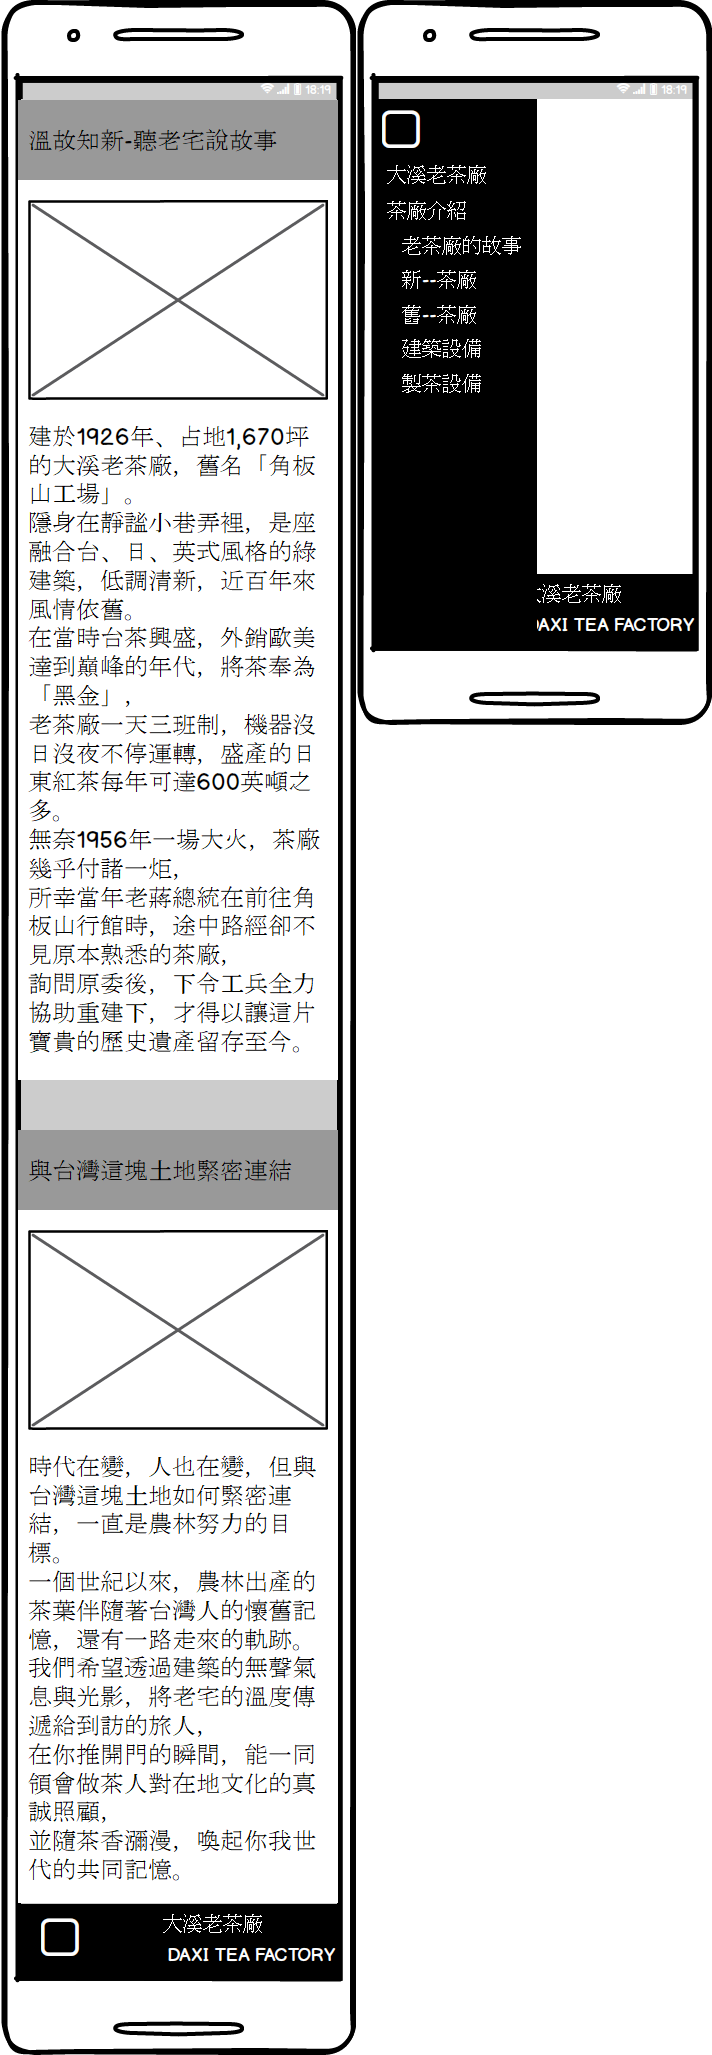 18:19
溫故知新-聽老宅說故事
建於1926年、占地1,670坪
的大溪老茶廠，舊名「角板
山工場」。
隱身在靜謐小巷弄裡，是座
融合台、日、英式風格的綠
建築，低調清新，近百年來
風情依舊。
在當時台茶興盛，外銷歐美
達到巔峰的年代，將茶奉為
「黑金」，
老茶廠一天三班制，機器沒
日沒夜不停運轉，盛產的日
東紅茶每年可達600英噸之
多。
無奈1956年一場大火，茶廠
幾乎付諸一炬，
所幸當年老蔣總統在前往角
板山行館時，途中路經卻不
見原本熟悉的茶廠，
詢問原委後，下令工兵全力
協助重建下，才得以讓這片
寶貴的歷史遺產留存至今。
與台灣這塊土地緊密連結
時代在變，人也在變，但與
台灣這塊土地如何緊密連
結，一直是農林努力的目
標。
一個世紀以來，農林出產的
茶葉伴隨著台灣人的懷舊記
憶，還有一路走來的軌跡。
我們希望透過建築的無聲氣
息與光影，將老宅的溫度傳
遞給到訪的旅人，
在你推開門的瞬間，能一同
領會做茶人對在地文化的真
誠照顧，
並隨茶香瀰漫，喚起你我世
代的共同記憶。
大溪老茶廠
DAXI TEA FACTORY
18:19
大溪老茶廠
茶廠介紹
老茶廠的故事
新--茶廠
舊--茶廠
建築設備
製茶設備
大溪老茶廠
DAXI TEA FACTORY